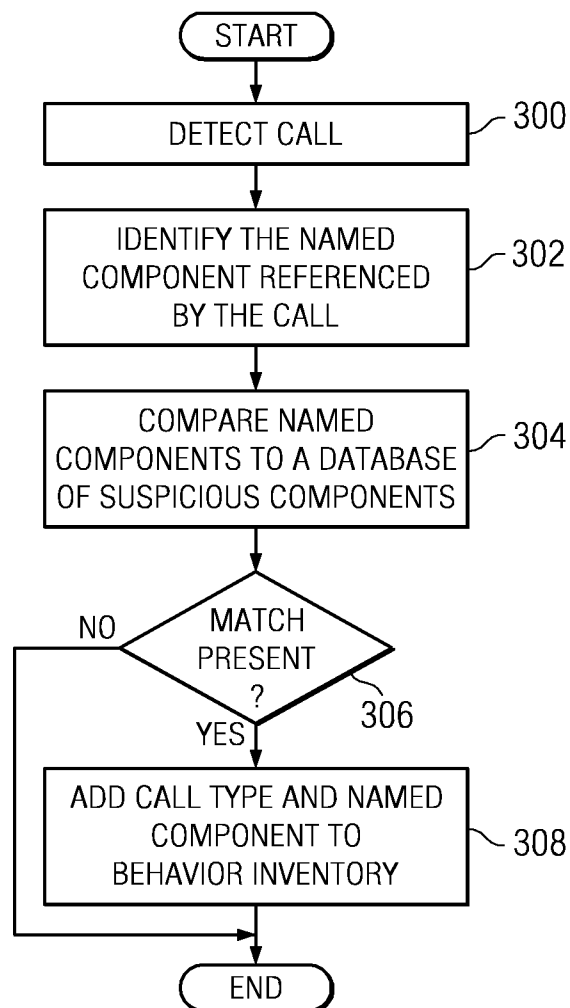 START
DETECT CALL
300
IDENTIFY THE NAMED
COMPONENT REFERENCED
BY THE CALL
302
COMPARE NAMED
COMPONENTS TO A DATABASE
OF SUSPICIOUS COMPONENTS
304
NO
MATCH
PRESENT
?
306
YES
ADD CALL TYPE AND NAMED
COMPONENT TO
BEHAVIOR INVENTORY
308
END